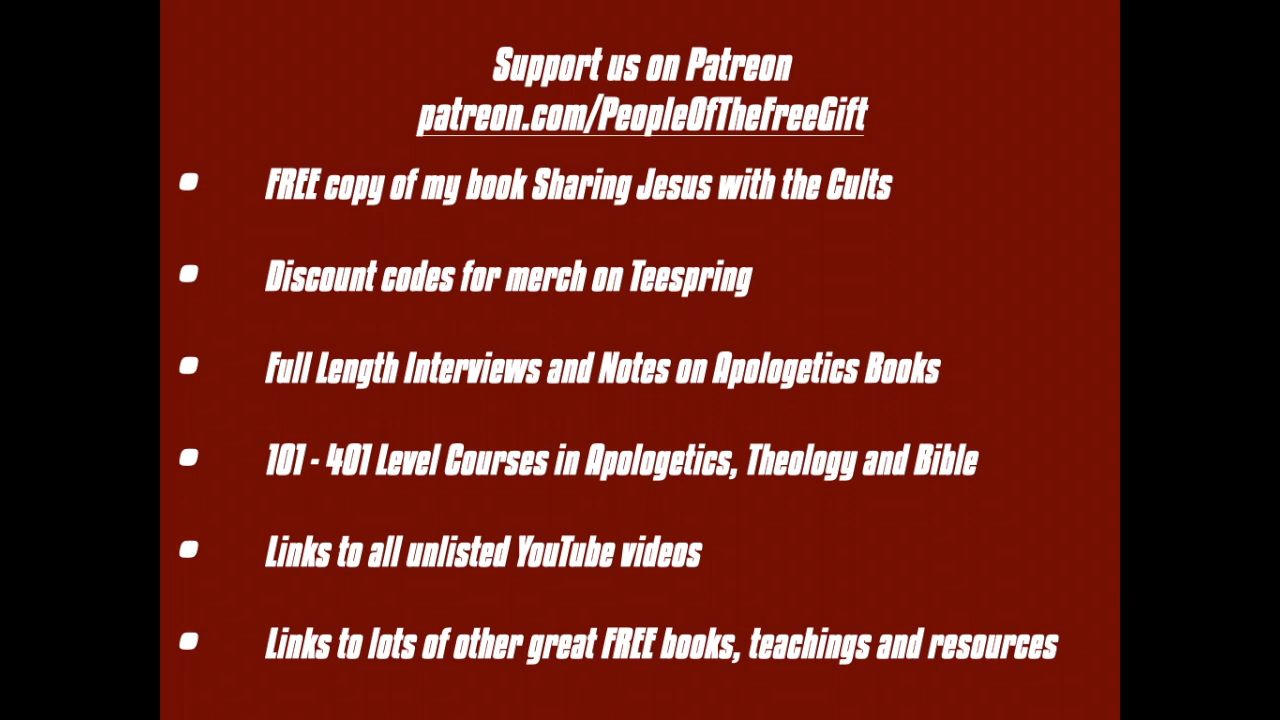 Support us on Patreon
patreon.com/PeopleOfTheFreeGift
• FREE copy of my book Sharing Jesus with the Cults
• Discount codes for merch on Teespring
• Full Length Interviews and Notes on Apologetics Books
• 101 - 401 Level Courses in Apologetics, Theology and Bible
• Links to all unlisted YouTube videos
• Links to lots of other great FREE books, teachings and resources